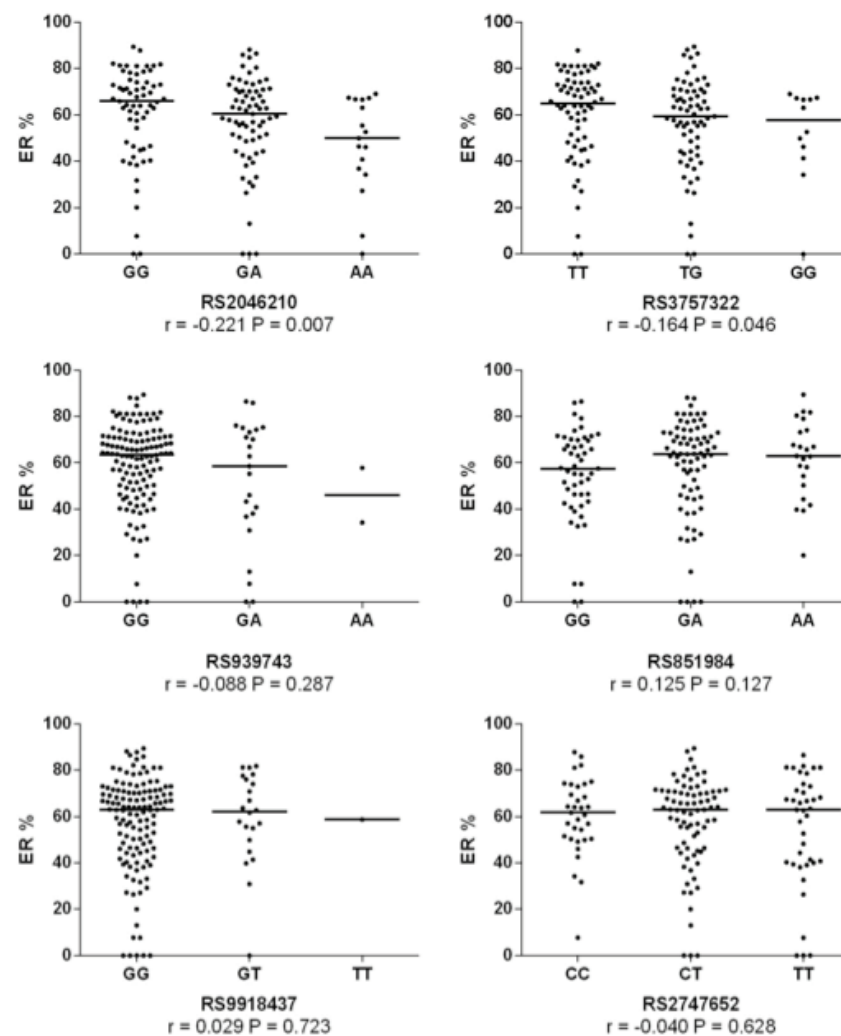 100
80
60
40
20
0
ER %
GG GA AA
RS2046210
r = -0.221 P = 0.007
100
80
60
40
20
0
ER %
TT TG GG
RS3757322
r = -0.164 P = 0.046
100
80
60
40
20
0
ER %
GG GA AA
RS939743
r = -0.088 P = 0.287
100
80
60
40
20
0
ER %
GG GA AA
RS851984
r = 0.125 P = 0.127
100
80
60
40
20
0
ER %
GG GT TT
RS9918437
r = 0.029 P = 0.723
100
80
60
40
20
0
ER %
CC CT TT
RS2747652
r = -0.040 P = 0.628